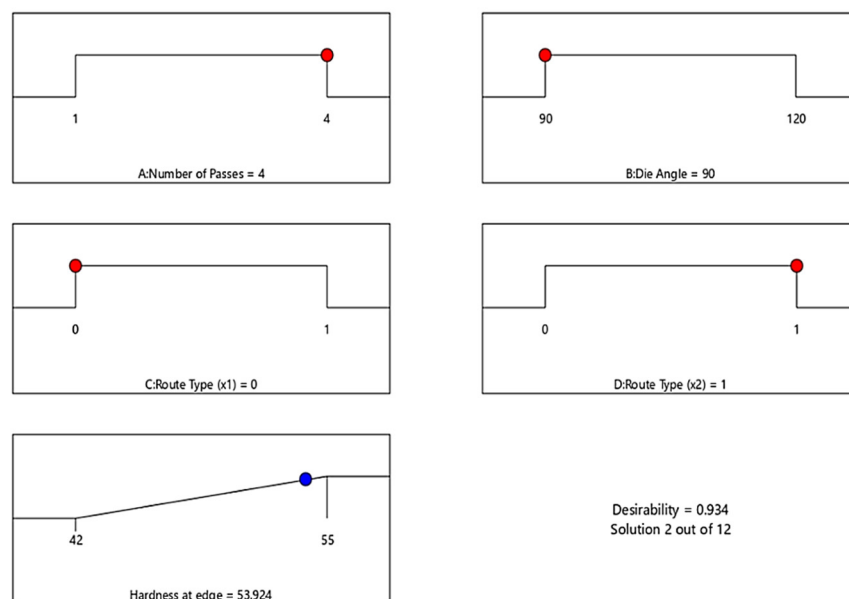 1 4
A:Number of Passes = 4
90 120
B:Die Angle = 90
0 1
C:Route Type (x1) = 0
0 1
D:Route Type (x2) = 1
42 55
Hardness at edge = 53.924
Desirability = 0.934
Solution 2 out of 12